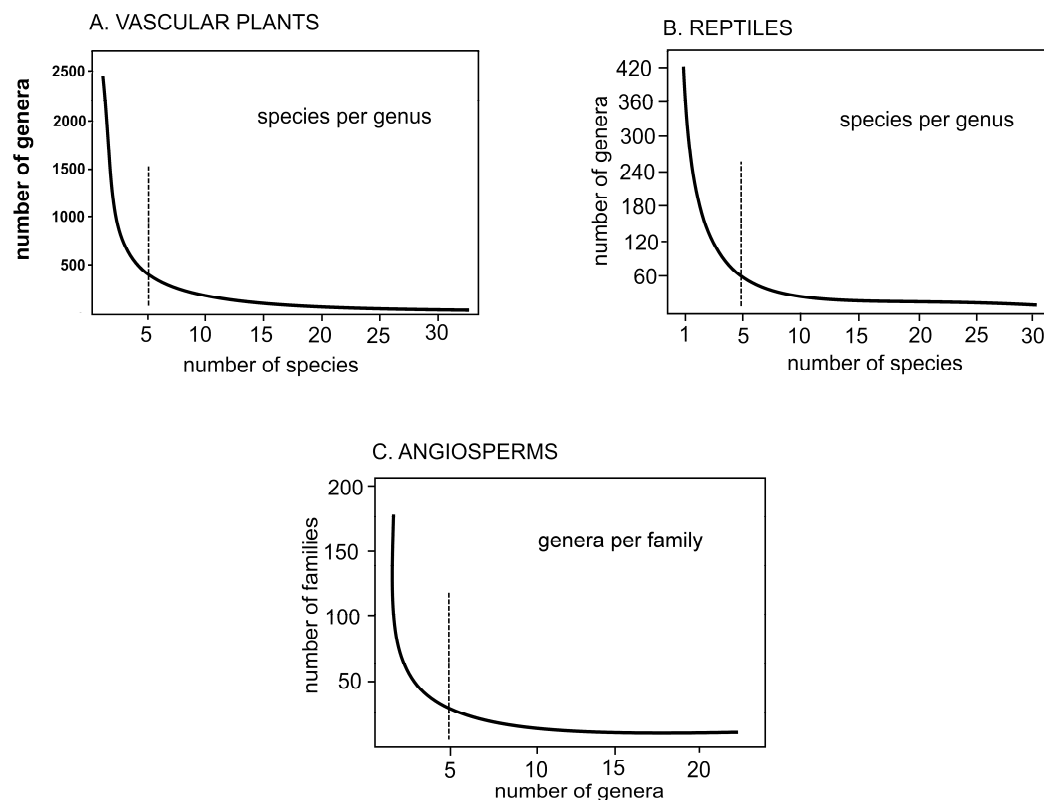 A. VASCULAR PLANTS
number of genera
2500
2000
1500
1000
500
species per genus
5 10 15 20 25 30
number of species
B. REPTILES
number of genera
420
360
300
240
180
120
60
species per genus
1 5 10 15 20 25 30
number of species
C. ANGIOSPERMS
number of families
200
150
100
50
genera per family
5 10 15 20
number of genera